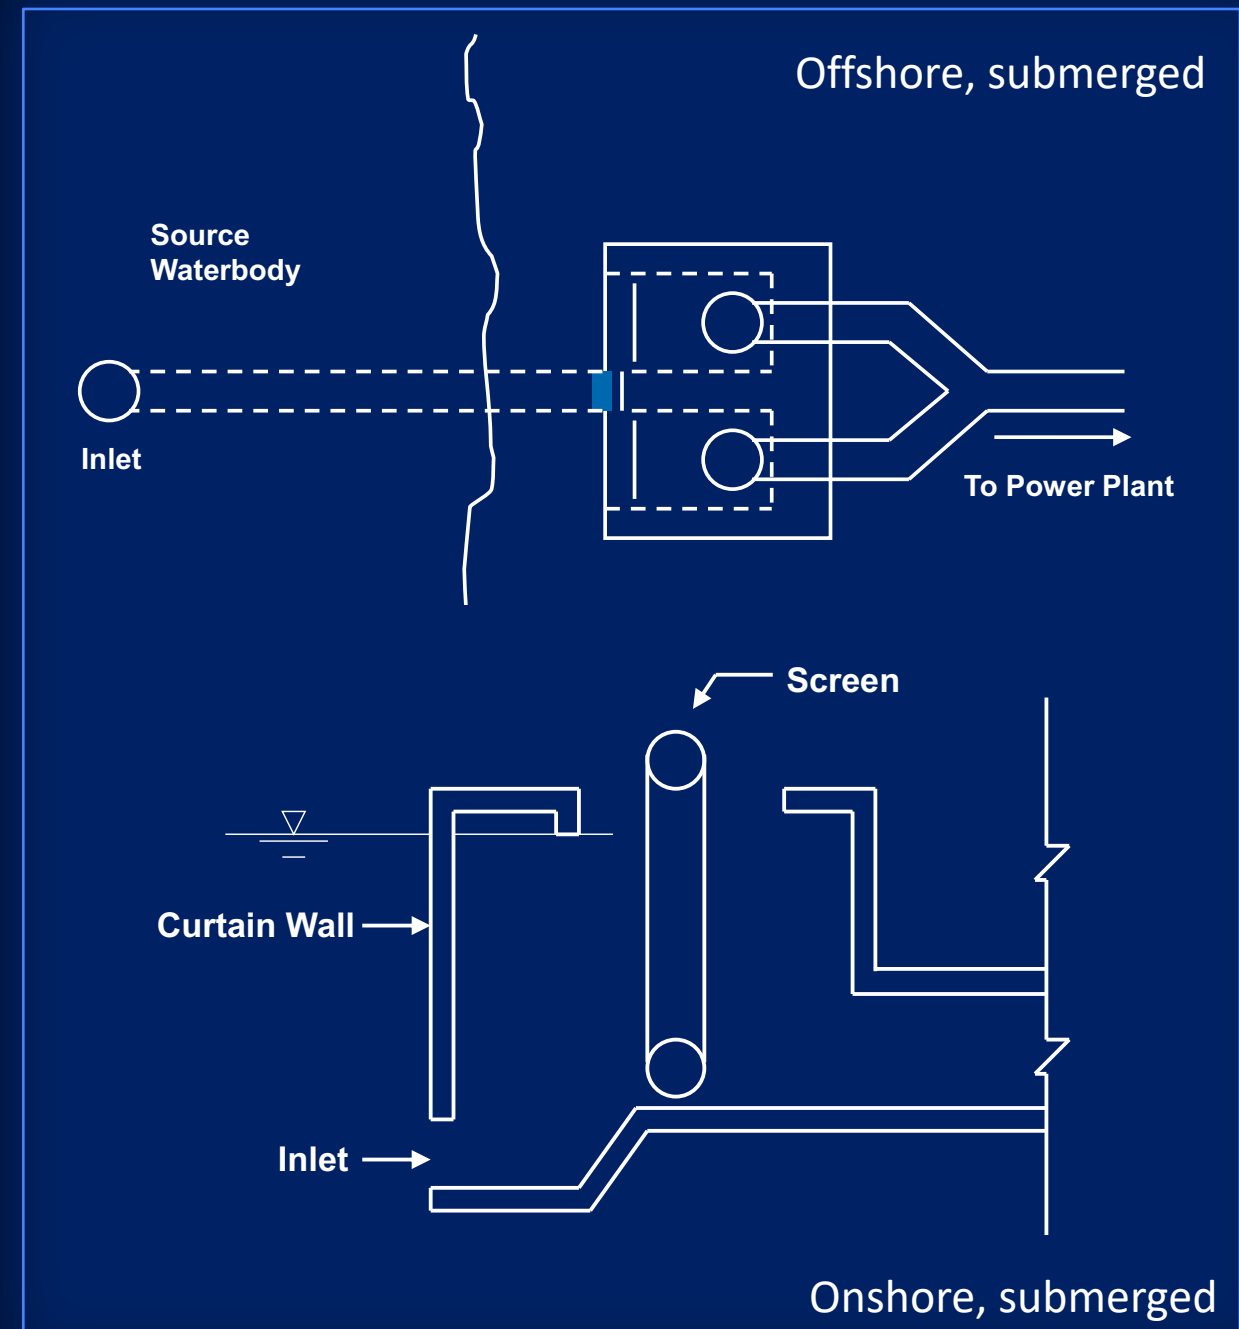 Offshore, submerged
Source
Waterbody
Inlet
To Power Plant
Screen
Curtain Wall
Inlet
Onshore, submerged